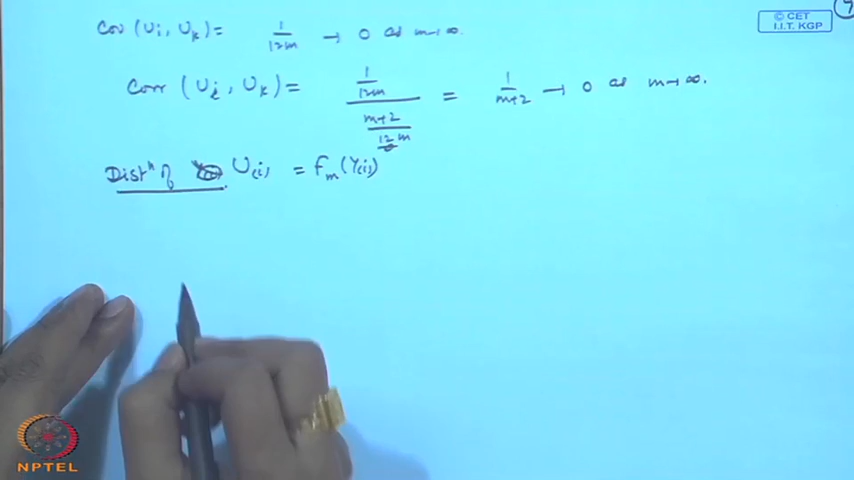 Cov (Ui, Uk) = 1/12m → 0 as m→∞.
© CET
I.I.T. KGP
Corr (Ui, Uk) = 1/12m / m+2/12m = 1/m+2 → 0 as m→∞.
Distⁿ of U(i) = Fm(Y(i))
NPTEL